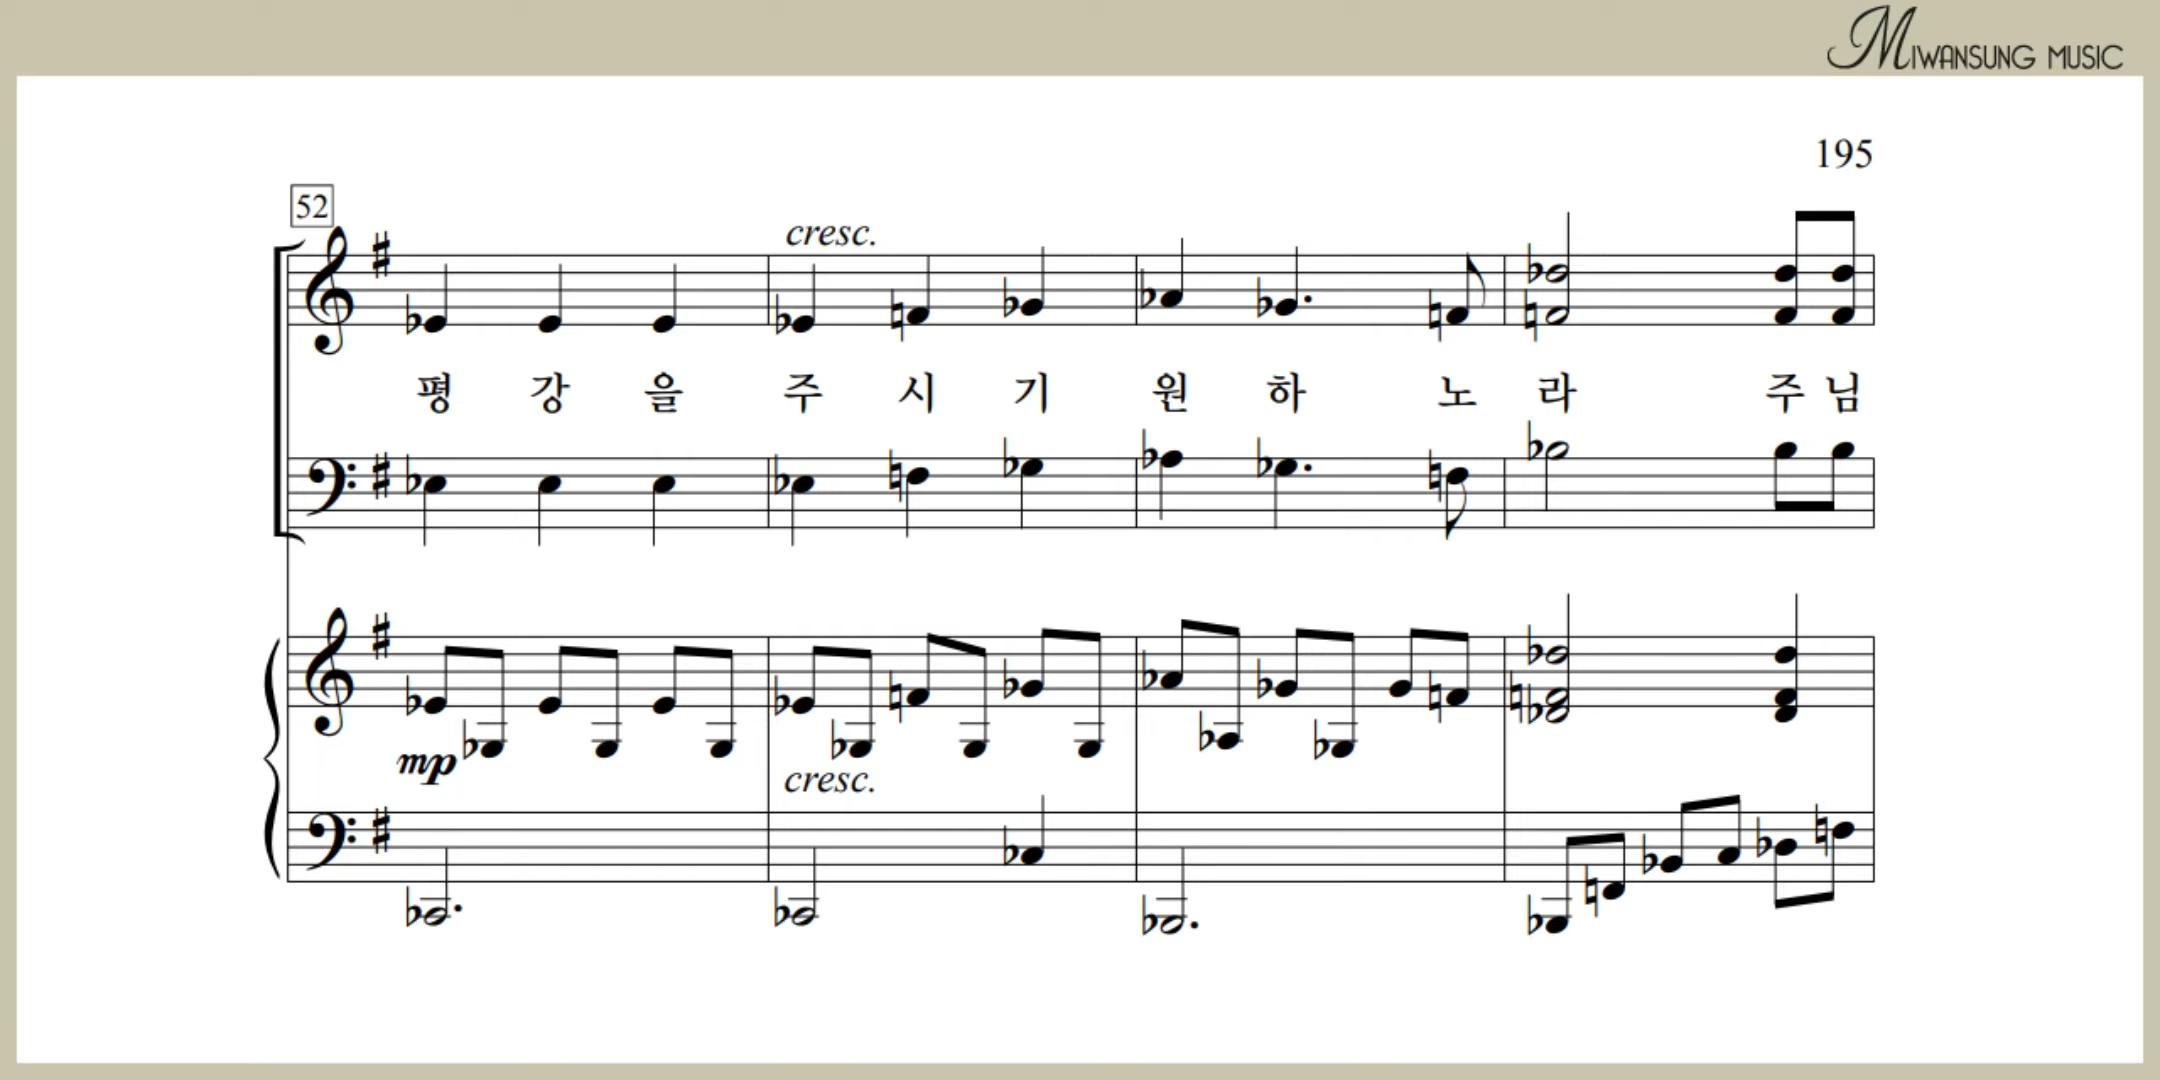 MIWANSUNG MUSIC
195
52
cresc.
평 강 을 주 시 기 원 하 노 라 주 님
mp
cresc.